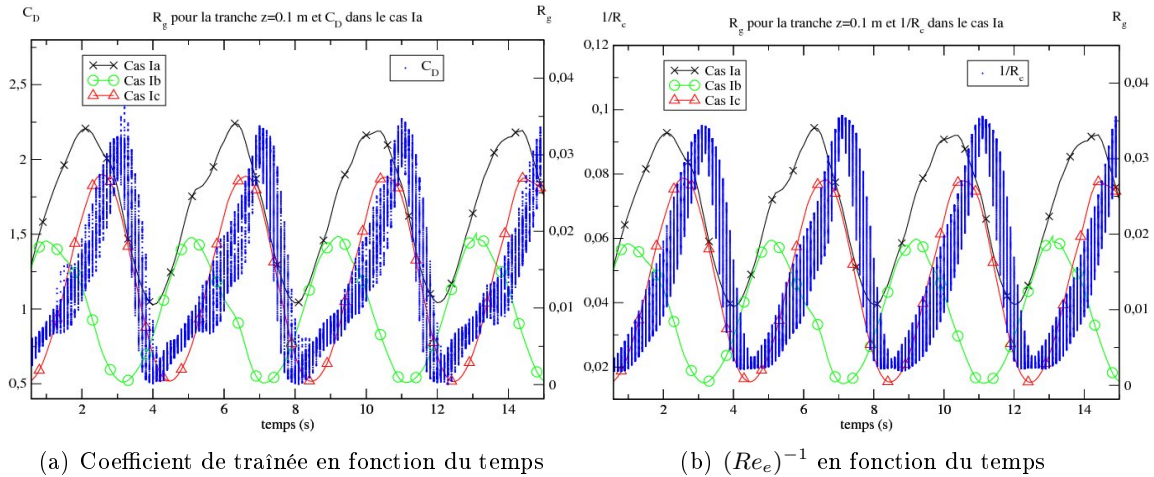 C_D
R_g pour la tranche z=0.1 m et C_D dans le cas Ia
R_g
Cas Ia
Cas Ib
Cas Ic
C_D
2,5
2
1,5
1
0,5
0,04
0,03
0,02
0,01
0
2 4 6 8 10 12 14
temps (s)
(a) Coefficient de traînée en fonction du temps
1/R_c
R_g pour la tranche z=0.1 m et 1/R_c dans le cas Ia
R_g
Cas Ia
Cas Ib
Cas Ic
1/R_c
0,12
0,1
0,08
0,06
0,04
0,02
0,04
0,03
0,02
0,01
0
2 4 6 8 10 12 14
temps (s)
(b) (Re_e)^{-1} en fonction du temps